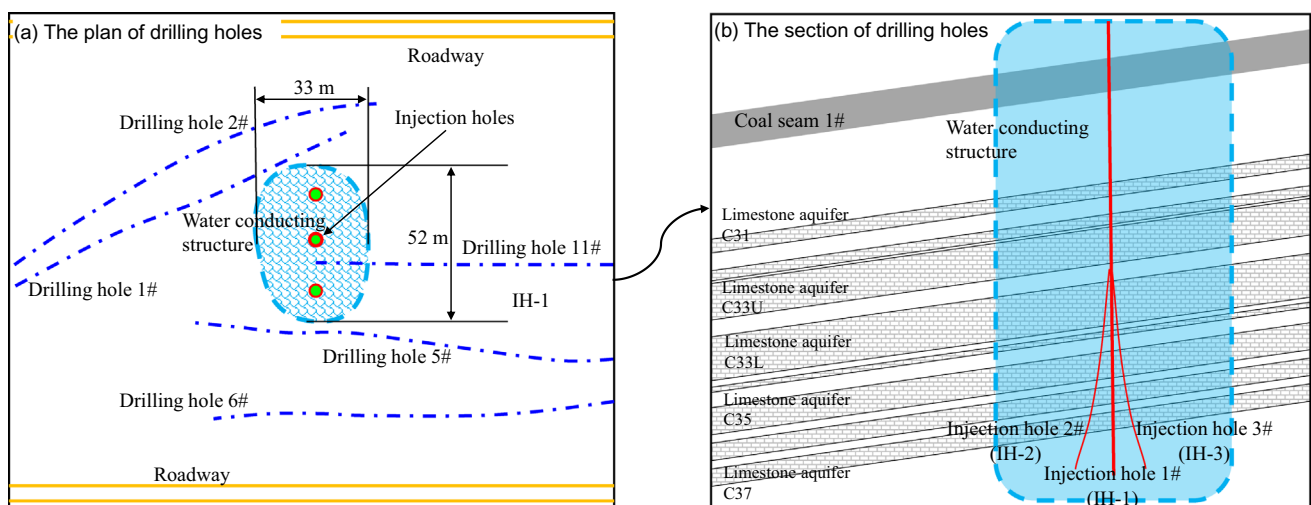 (a) The plan of drilling holes
Roadway
33 m
Drilling hole 2#
Injection holes
Water conducting
structure
52 m
Drilling hole 11#
Drilling hole 1#
IH-1
Drilling hole 5#
Drilling hole 6#
Roadway
(b) The section of drilling holes
Coal seam 1#
Water conducting
structure
Limestone aquifer
C31
Limestone aquifer
C33U
Limestone aquifer
C33L
Limestone aquifer
C35
Injection hole 2#
(IH-2)
Injection hole 3#
(IH-3)
Injection hole 1#
(IH-1)
Limestone aquifer
C37